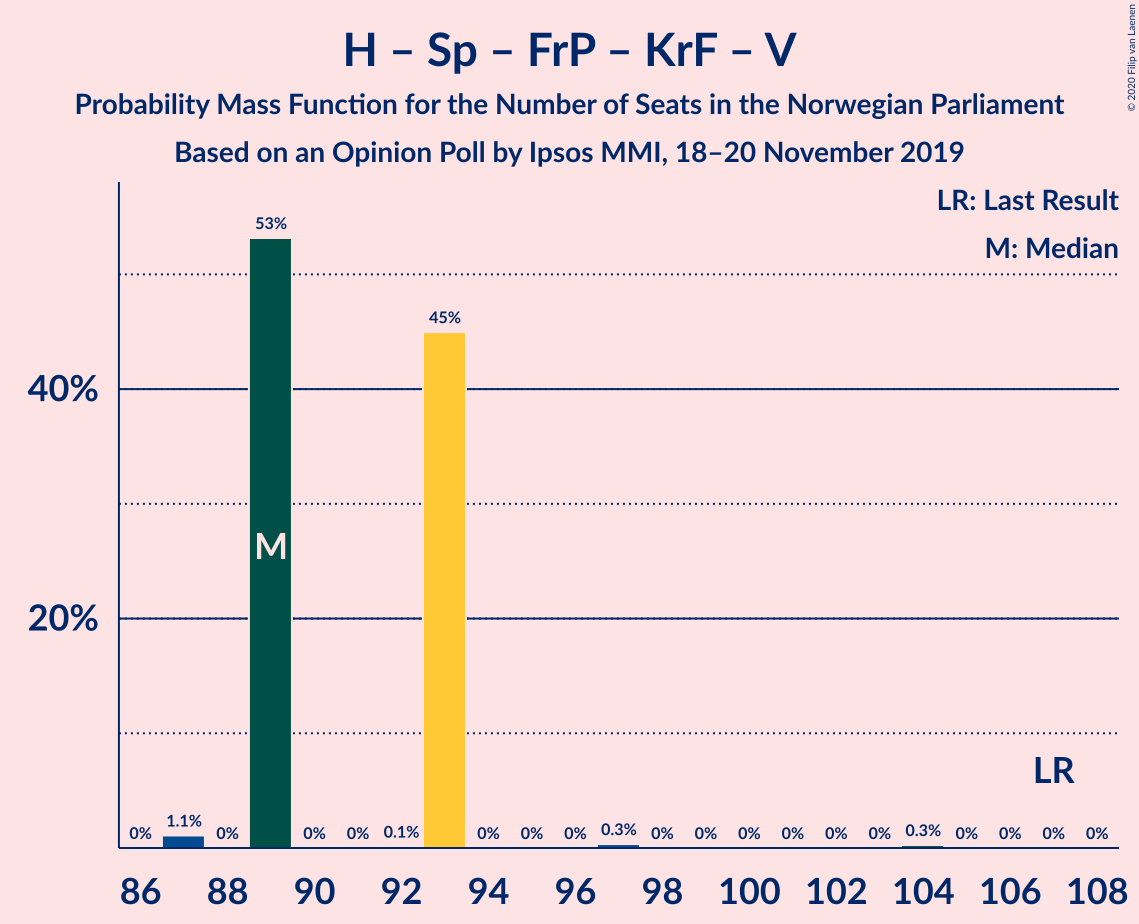 H – Sp – FrP – KrF – V
Probability Mass Function for the Number of Seats in the Norwegian Parliament
Based on an Opinion Poll by Ipsos MMI, 18–20 November 2019
© 2020 Filip van Laenen
LR: Last Result
M: Median
53%
45%
40%
M
20%
LR
0% 1.1% 0% 0% 0% 0.1% 0% 0% 0% 0.3% 0% 0% 0% 0% 0% 0% 0.3% 0% 0% 0% 0%
86 88 90 92 94 96 98 100 102 104 106 108